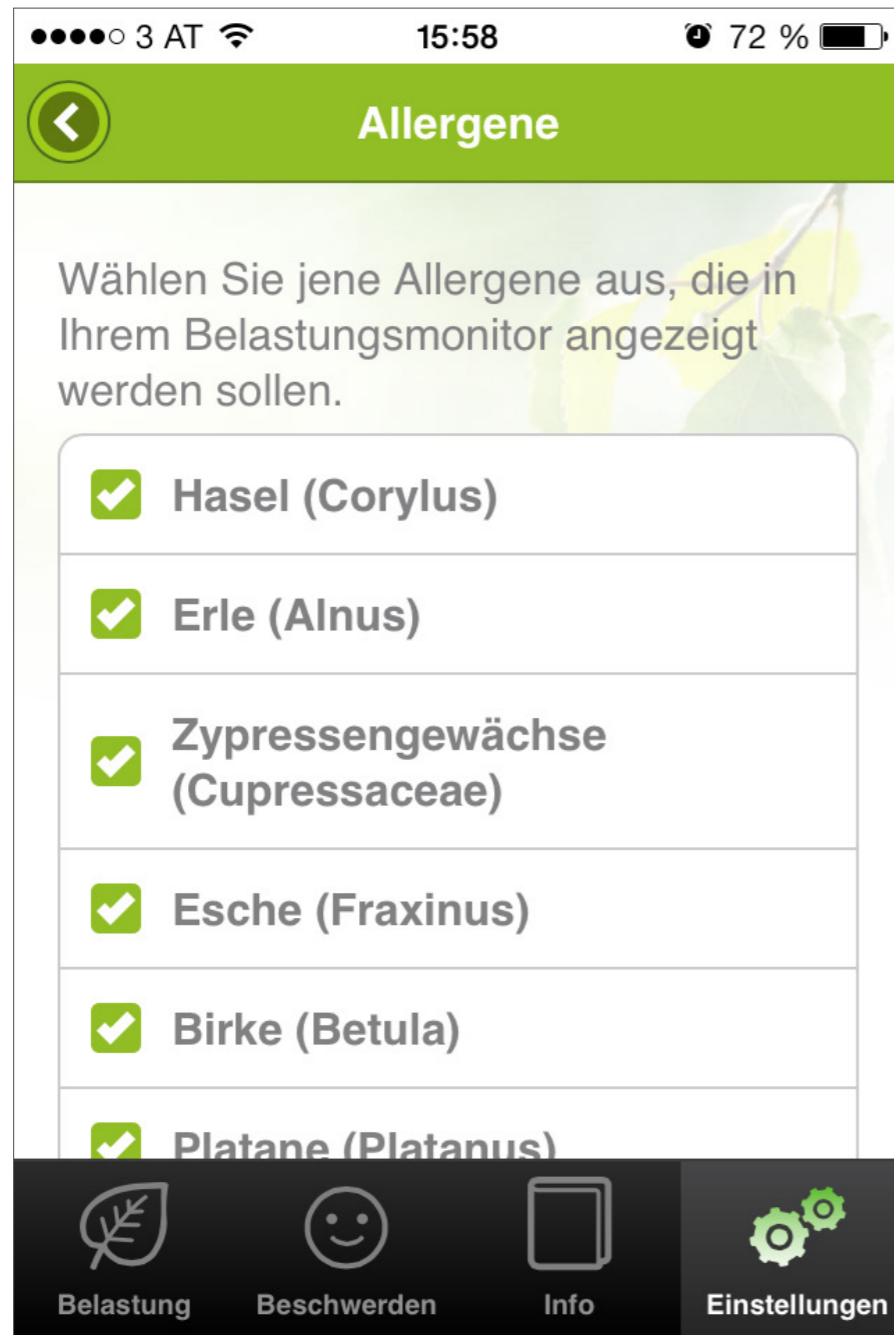 3 AT 15:58 72 %
Allergene
Wählen Sie jene Allergene aus, die in
Ihrem Belastungsmonitor angezeigt
werden sollen.
Hasel (Corylus)
Erle (Alnus)
Zypressengewächse
(Cupressaceae)
Esche (Fraxinus)
Birke (Betula)
Platane (Platanus)
Belastung Beschwerden Info Einstellungen